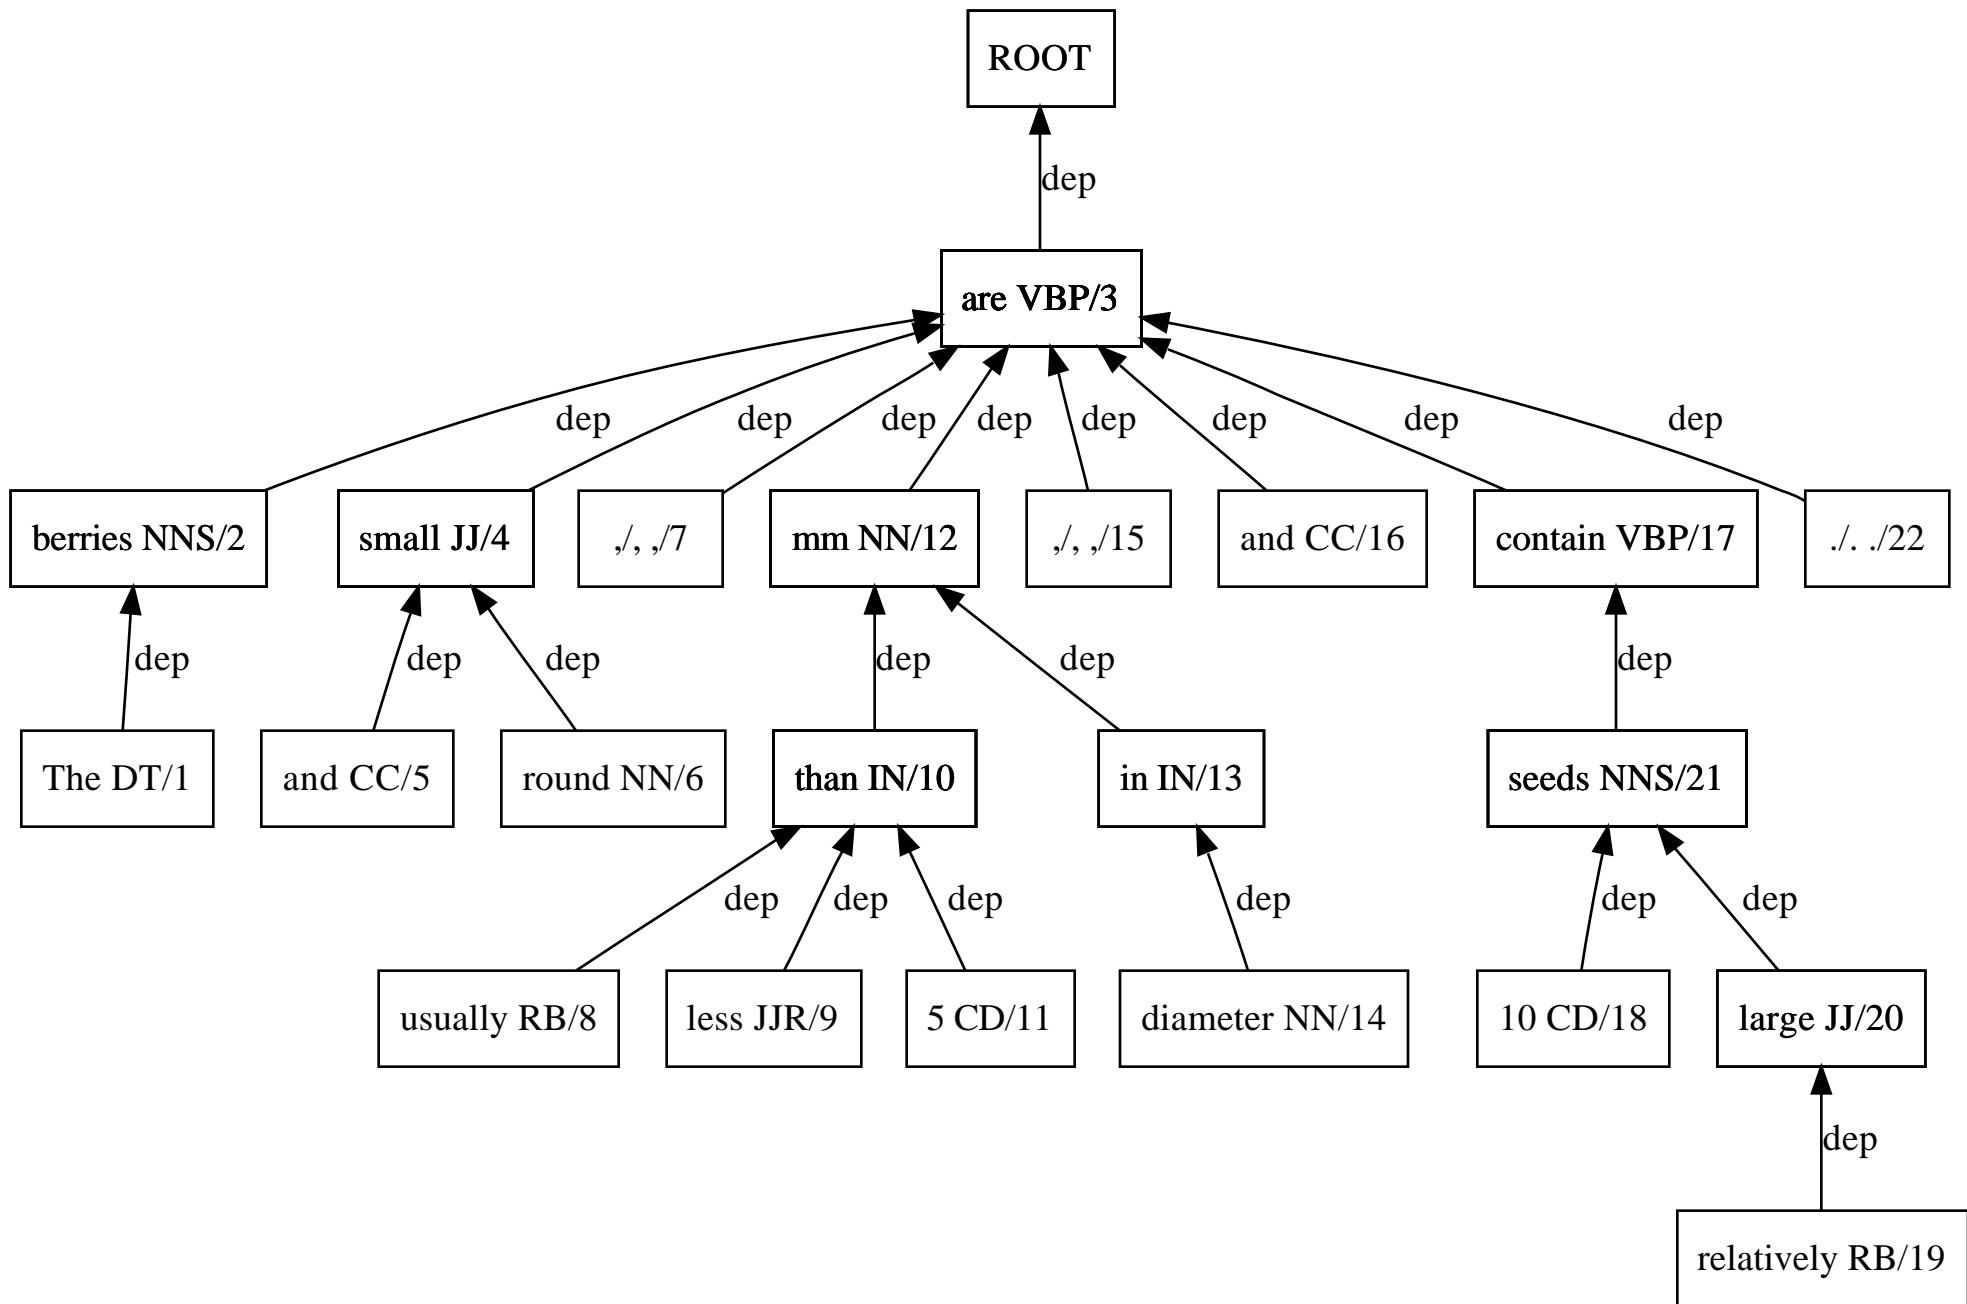 ROOT
dep
are VBP/3
dep dep dep dep dep dep dep dep
berries NNS/2 small JJ/4 ,/, ,/7 mm NN/12 ,/, ,/15 and CC/16 contain VBP/17 ./. ./22
dep dep dep dep dep dep
The DT/1 and CC/5 round NN/6 than IN/10 in IN/13 seeds NNS/21
dep dep dep dep dep dep
usually RB/8 less JJR/9 5 CD/11 diameter NN/14 10 CD/18 large JJ/20
dep
relatively RB/19